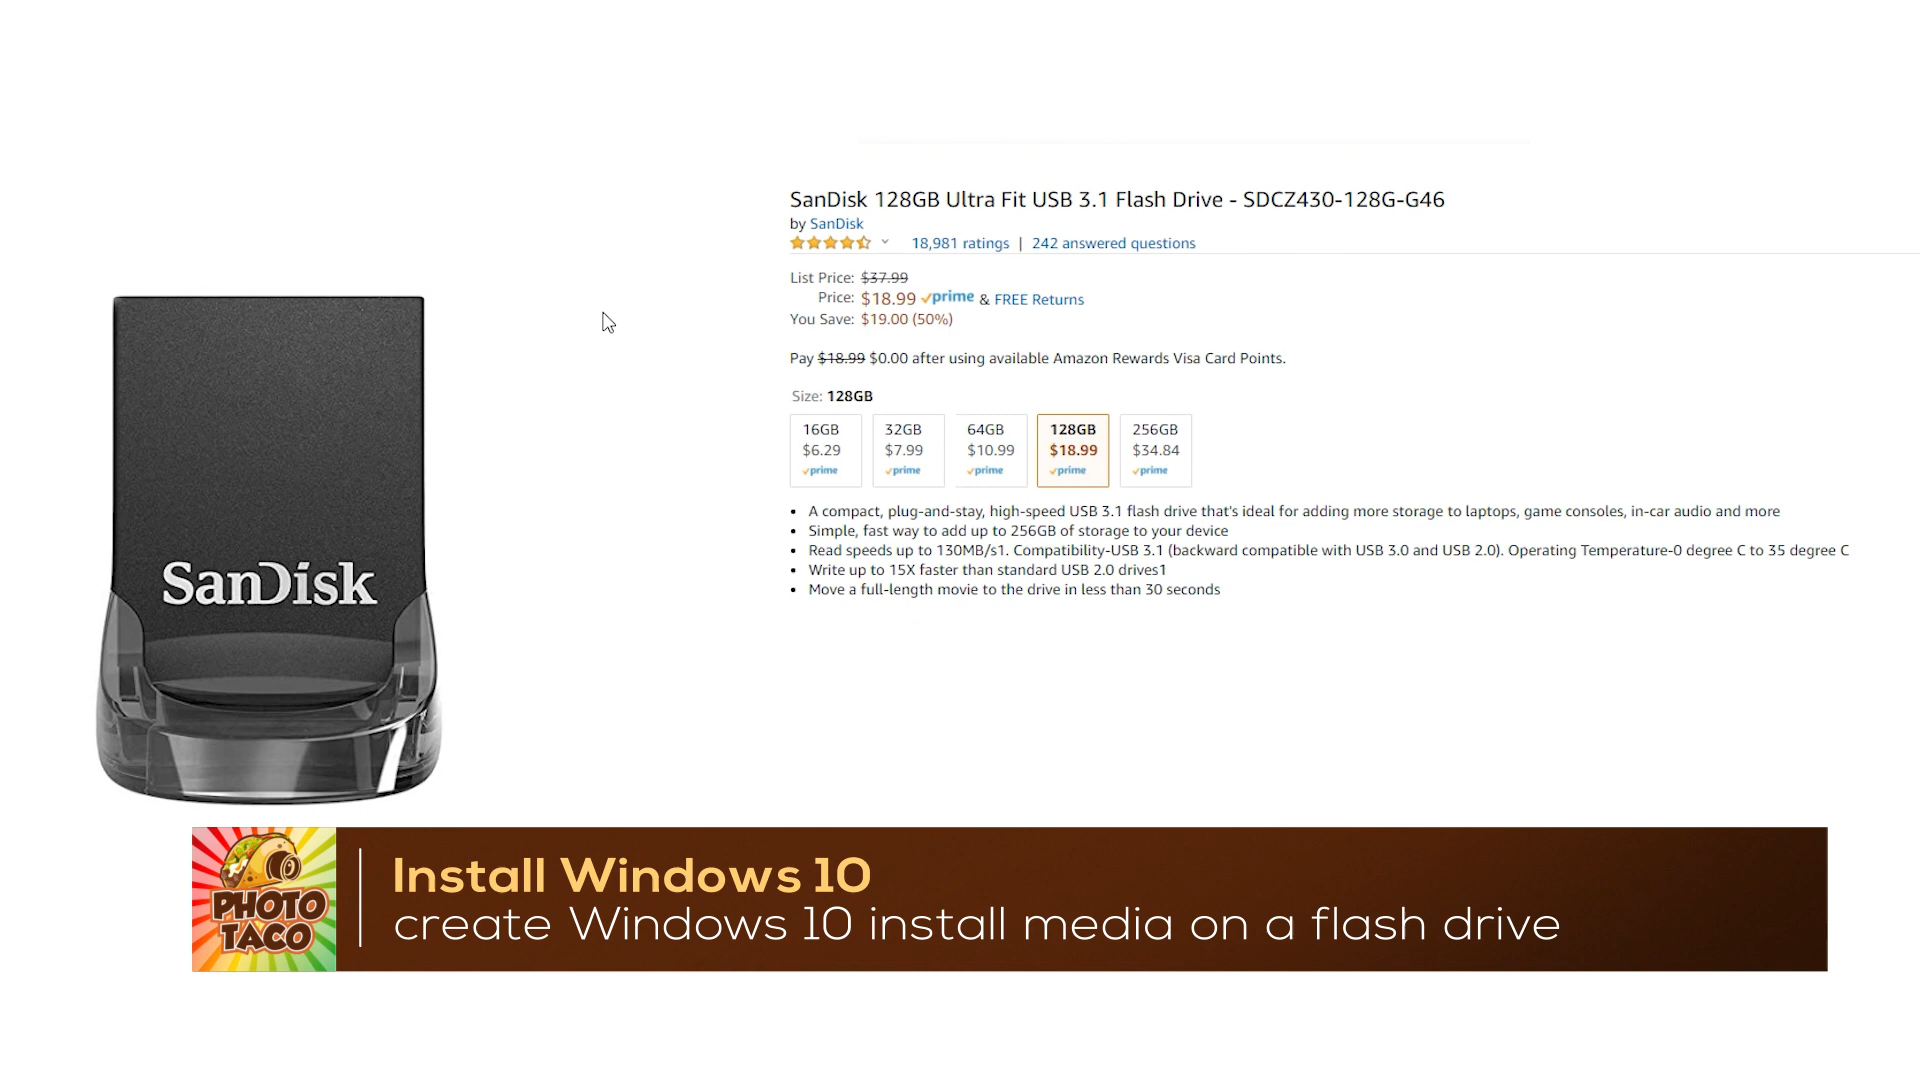 SanDisk 128GB Ultra Fit USB 3.1 Flash Drive - SDCZ430-128G-G46
by SanDisk
18,981 ratings | 242 answered questions
List Price: $37.99
Price: $18.99 prime & FREE Returns
You Save: $19.00 (50%)
Pay $18.99 $0.00 after using available Amazon Rewards Visa Card Points.
Size: 128GB
16GB 32GB 64GB 128GB 256GB
$6.29 $7.99 $10.99 $18.99 $34.84
prime prime prime prime prime
• A compact, plug-and-stay, high-speed USB 3.1 flash drive that's ideal for adding more storage to laptops, game consoles, in-car audio and more
• Simple, fast way to add up to 256GB of storage to your device
• Read speeds up to 130MB/s1. Compatibility-USB 3.1 (backward compatible with USB 3.0 and USB 2.0). Operating Temperature-0 degree C to 35 degree C
• Write up to 15X faster than standard USB 2.0 drives1
• Move a full-length movie to the drive in less than 30 seconds
SanDisk
PHOTO
TACO
Install Windows 10
create Windows 10 install media on a flash drive